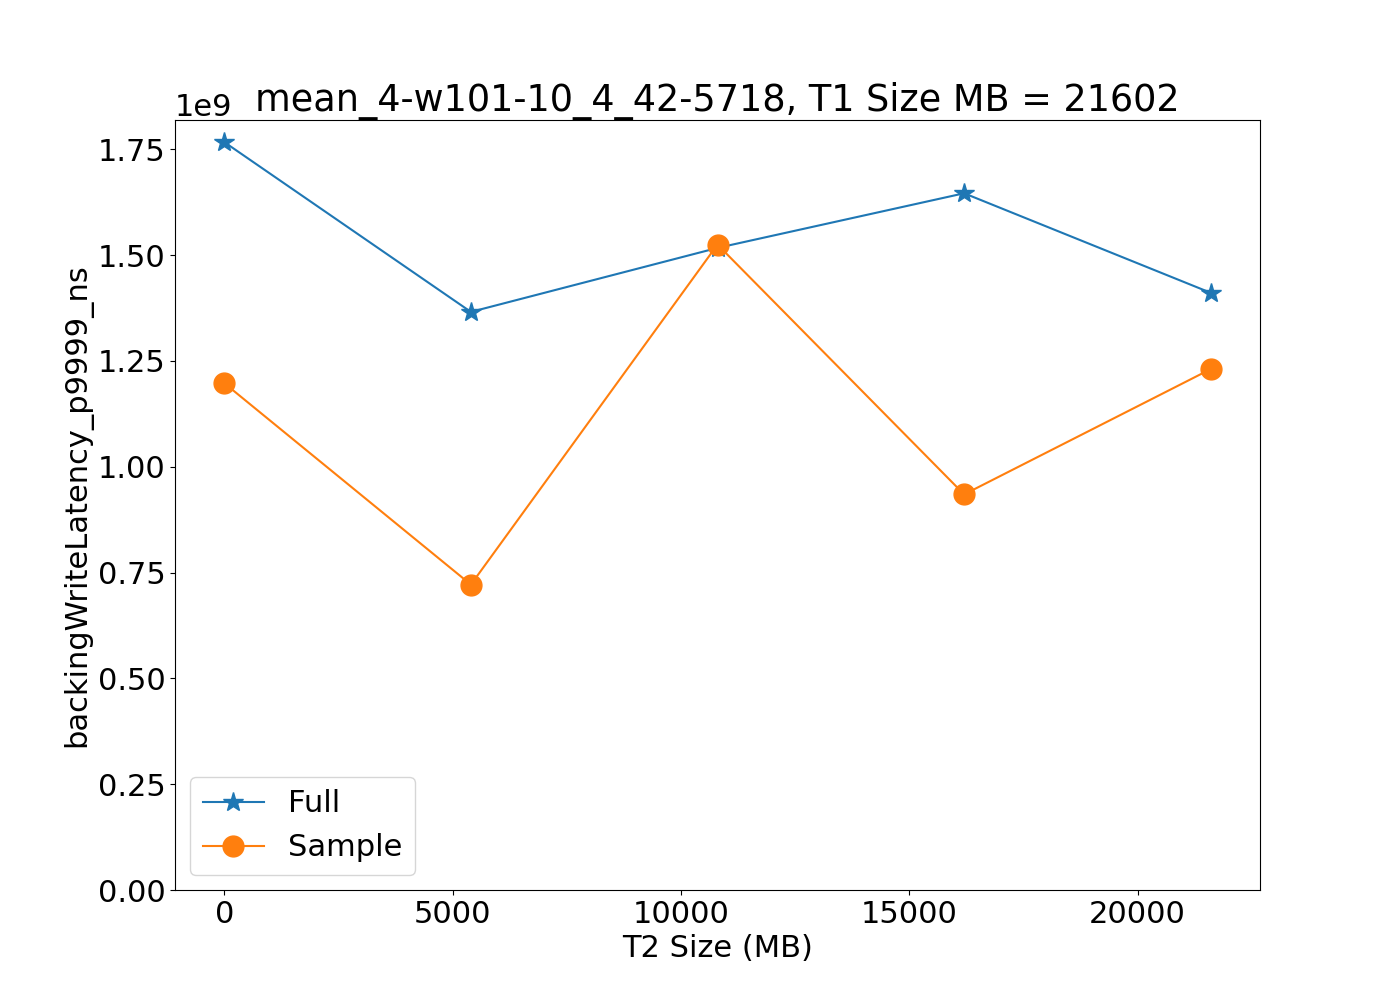 1e9 mean_4-w101-10_4_42-5718, T1 Size MB = 21602
1.75
1.50
1.25
1.00
0.75
0.50
0.25
0.00
backingWriteLatency_p9999_ns
Full
Sample
0 5000 10000 15000 20000
T2 Size (MB)